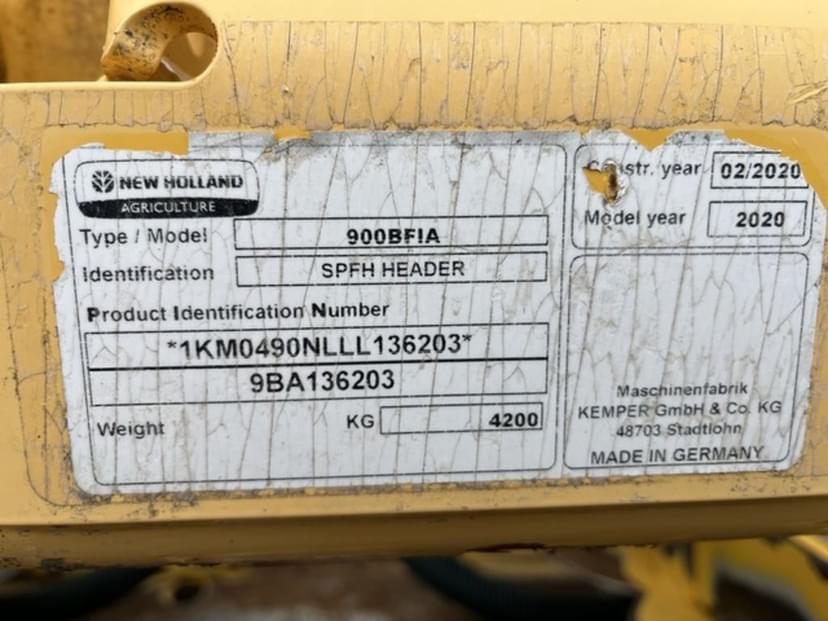 NEW HOLLAND
AGRICULTURE
Type / Model 900BFIA
Identification SPFH HEADER
Product Identification Number
*1KM0490NLLL136203*
9BA136203
Weight KG 4200
Constr. year 02/2020
Model year 2020
Maschinenfabrik
KEMPER GmbH & Co. KG
48703 Stadtlohn
MADE IN GERMANY